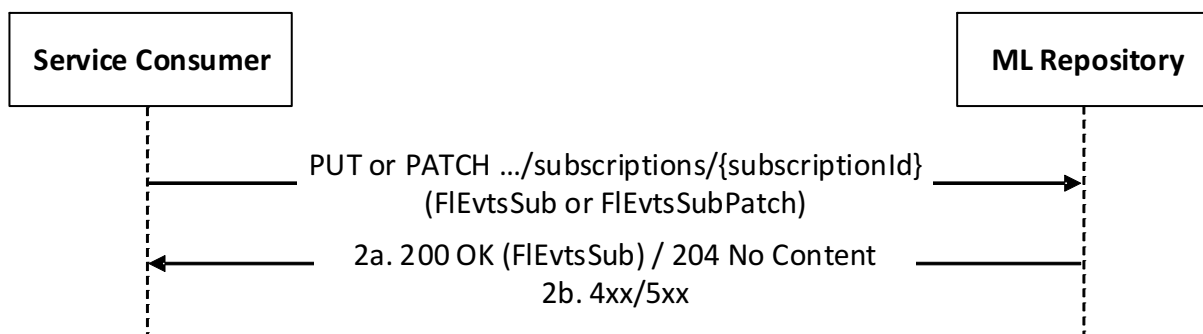 Service Consumer
ML Repository
PUT or PATCH .../subscriptions/{subscriptionId}
(FlEvtsSub or FlEvtsSubPatch)
2a. 200 OK (FlEvtsSub) / 204 No Content
2b. 4xx/5xx